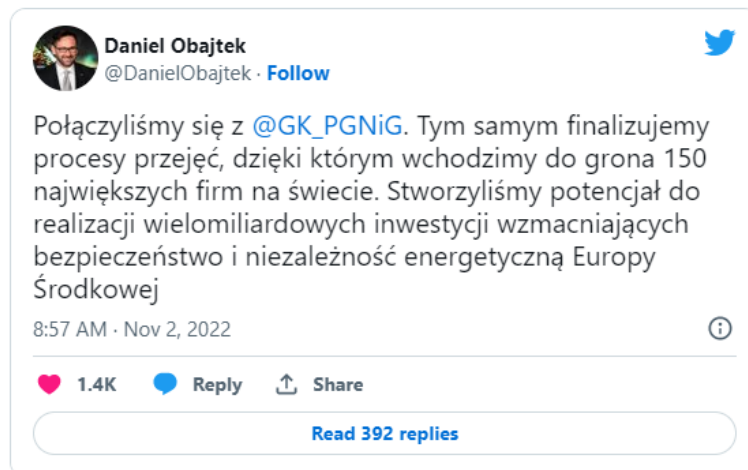 Daniel Obajtek
@DanielObajtek · Follow
Połączyliśmy się z @GK_PGNiG. Tym samym finalizujemy
procesy przejęć, dzięki którym wchodzimy do grona 150
największych firm na świecie. Stworzyliśmy potencjał do
realizacji wielomiliardowych inwestycji wzmacniających
bezpieczeństwo i niezależność energetyczną Europy
Środkowej
8:57 AM · Nov 2, 2022
1.4K Reply Share
Read 392 replies